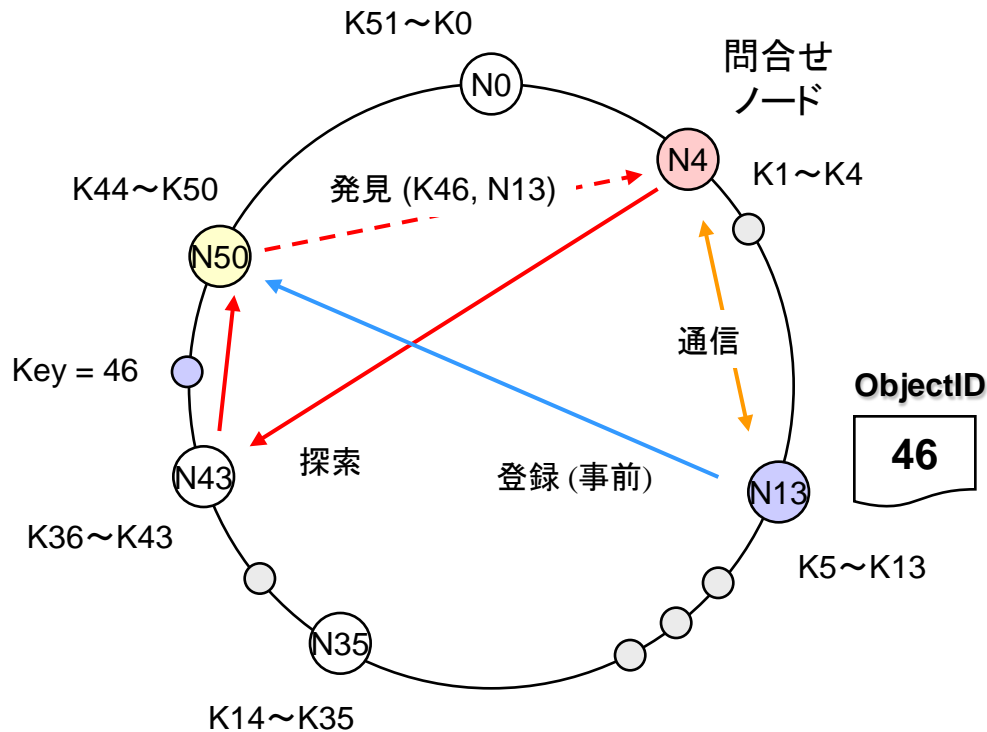 K51～K0
N0
問合せ
ノード
N4
K1～K4
K44～K50
発見 (K46, N13)
N50
通信
Key = 46
ObjectID
46
N43
探索
登録 (事前)
N13
K36～K43
K5～K13
N35
K14～K35